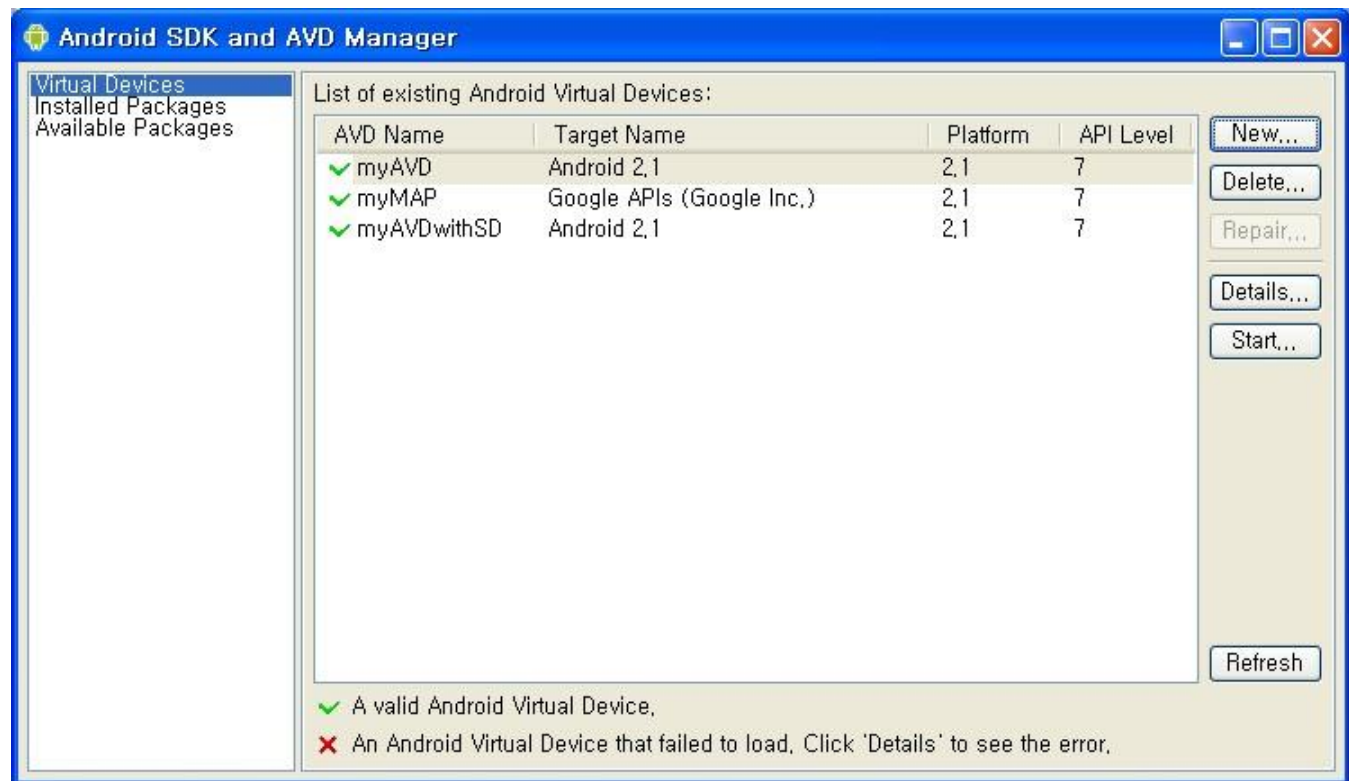 Android SDK and AVD Manager
Virtual Devices
Installed Packages
Available Packages
List of existing Android Virtual Devices:
AVD Name Target Name Platform API Level
myAVD Android 2.1 2.1 7
myMAP Google APIs (Google Inc.) 2.1 7
myAVDwithSD Android 2.1 2.1 7
New...
Delete...
Repair...
Details...
Start...
Refresh
A valid Android Virtual Device.
An Android Virtual Device that failed to load. Click 'Details' to see the error.